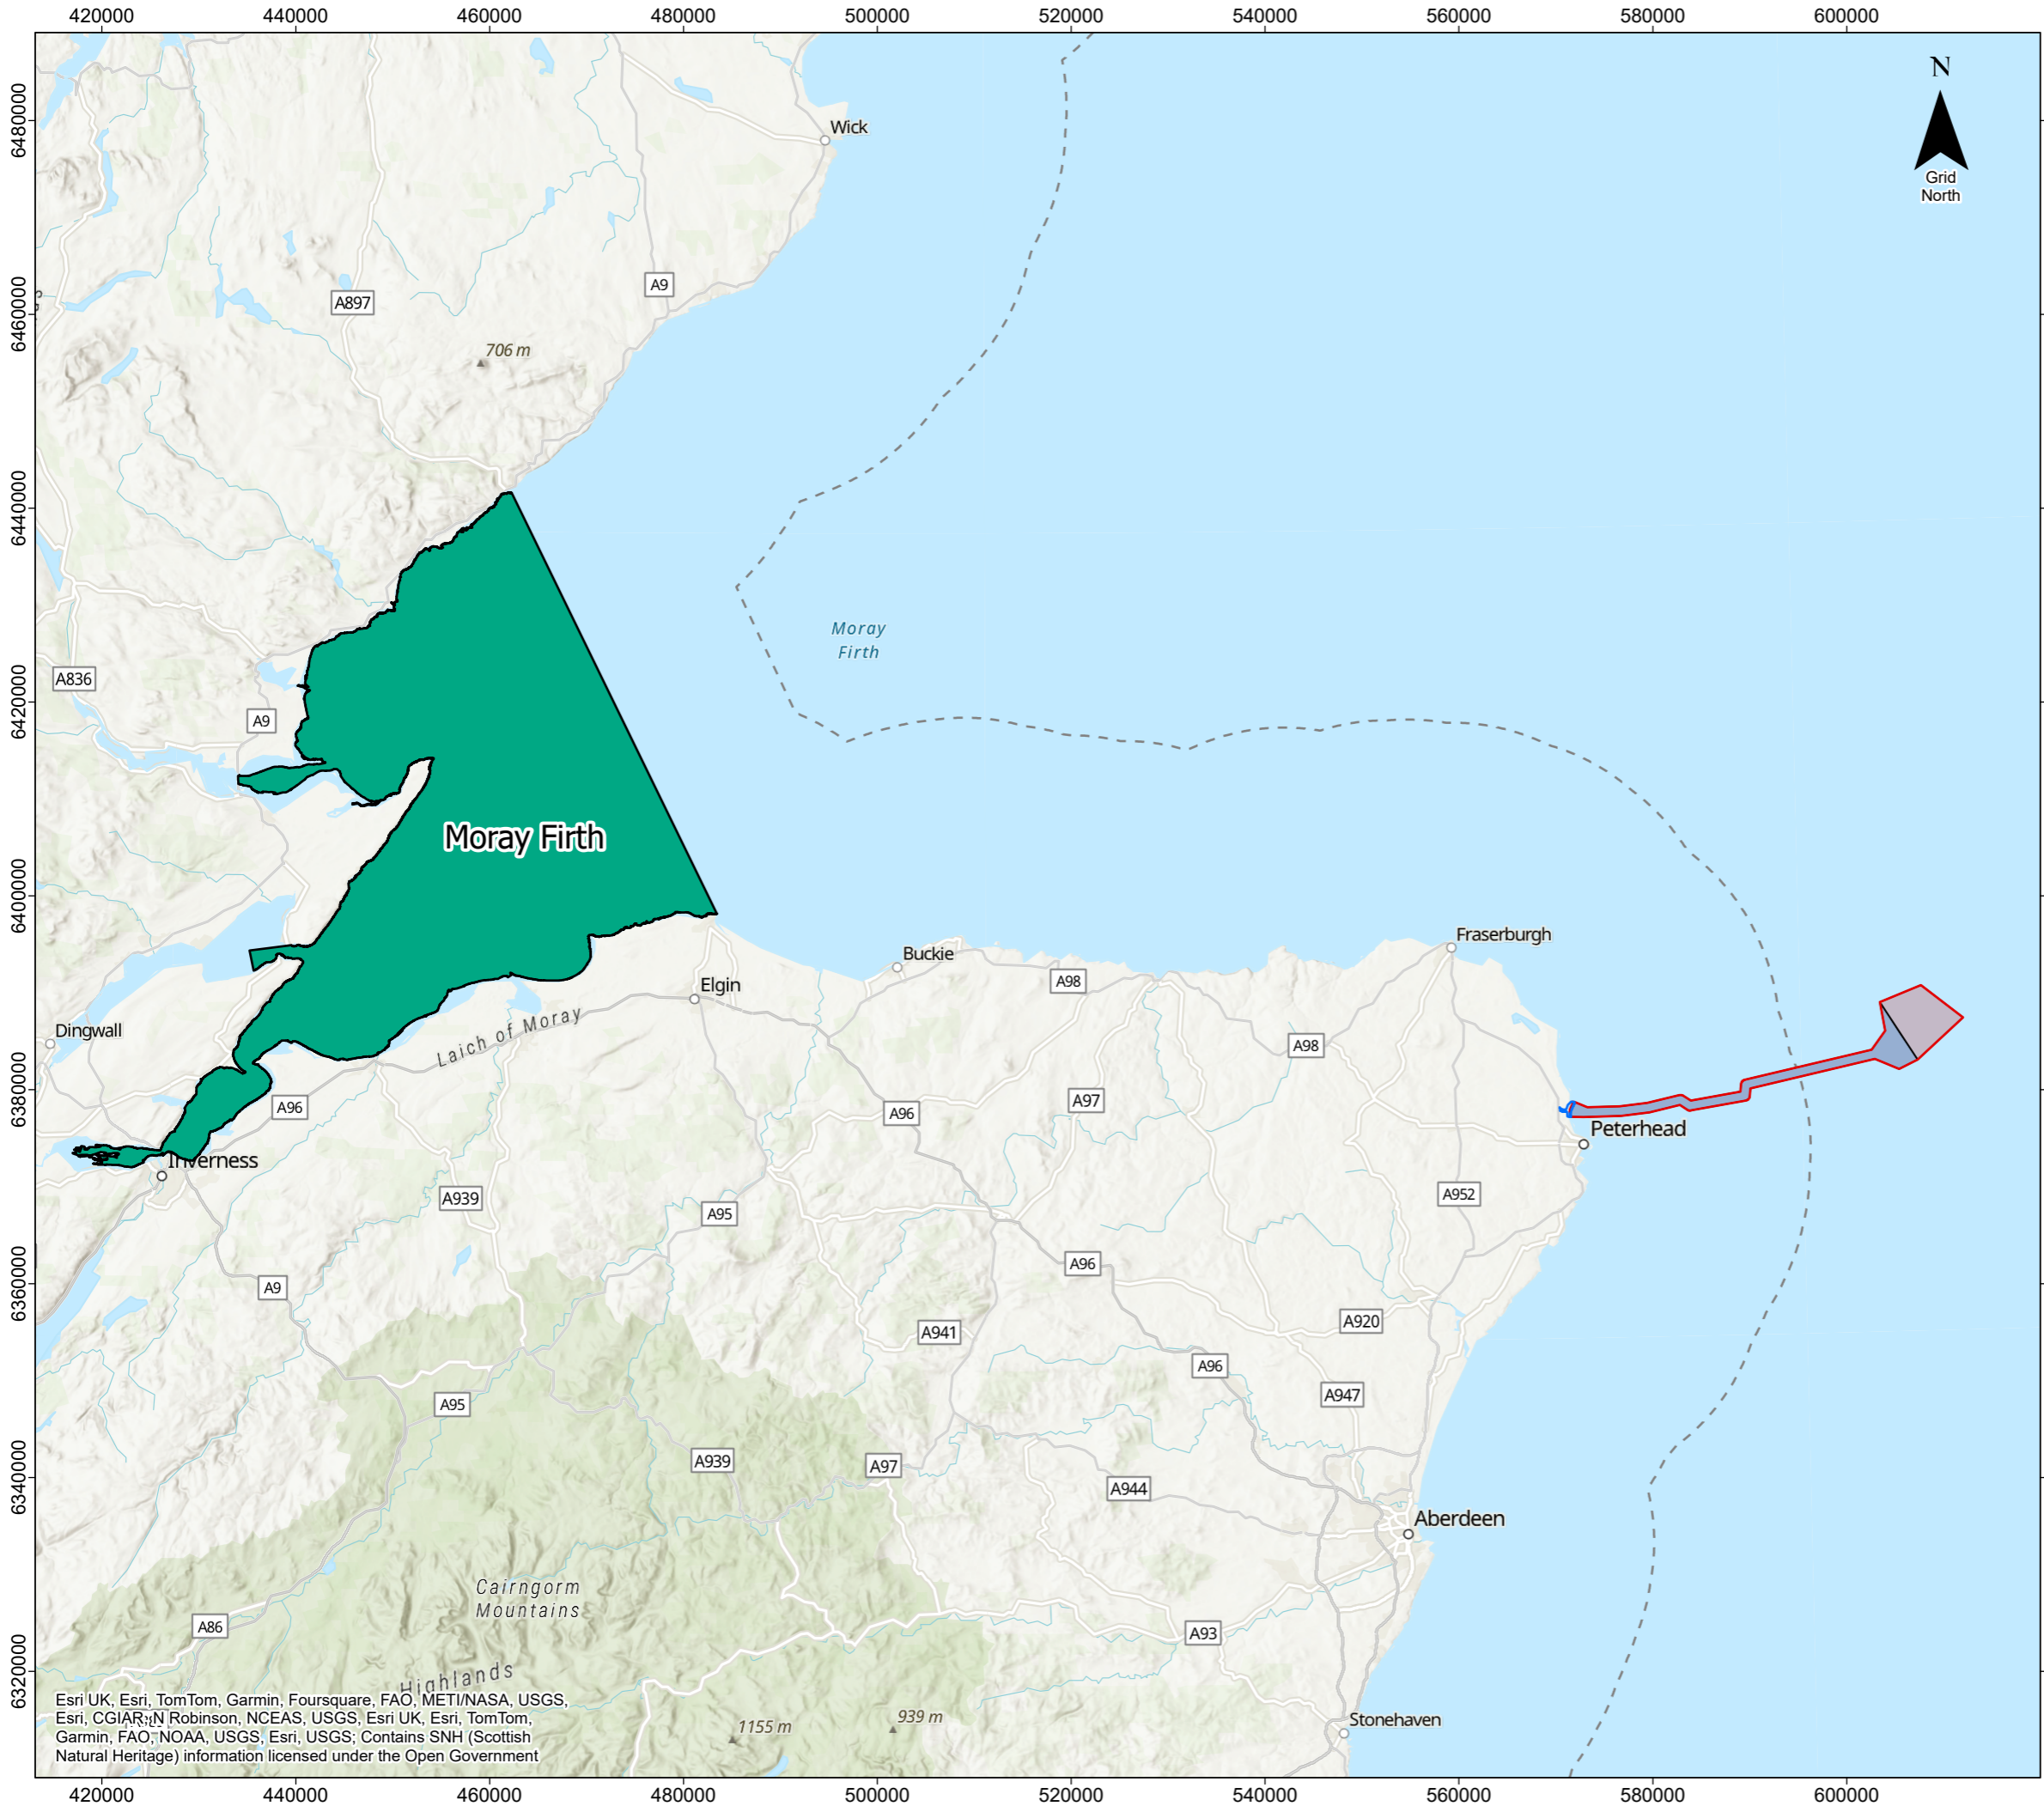 420000 440000 460000 480000 500000 520000 540000 560000 580000 600000
N
Grid
North
6480000
6460000
6440000
6420000
6400000
6380000
6360000
6340000
6320000
Wick
A9
A897
706 m
Moray
Firth
A836
A9
Moray Firth
Fraserburgh
Buckie
A98
Elgin
Laich of Moray
Dingwall
A98
A97
A96
A96
Peterhead
Inverness
A939
A95
A952
A96
A9
A920
A941
A96
A947
A95
A939
A97
A944
Aberdeen
Cairngorm
Mountains
A86
A93
Highlands
Stonehaven
939 m
1155 m
Esri UK, Esri, TomTom, Garmin, Foursquare, FAO, METI/NASA, USGS,
Esri, CGIAR, N Robinson, NCEAS, USGS, Esri UK, Esri, TomTom,
Garmin, FAO, NOAA, USGS, Esri, USGS; Contains SNH (Scottish
Natural Heritage) information licensed under the Open Government
420000 440000 460000 480000 500000 520000 540000 560000 580000 600000